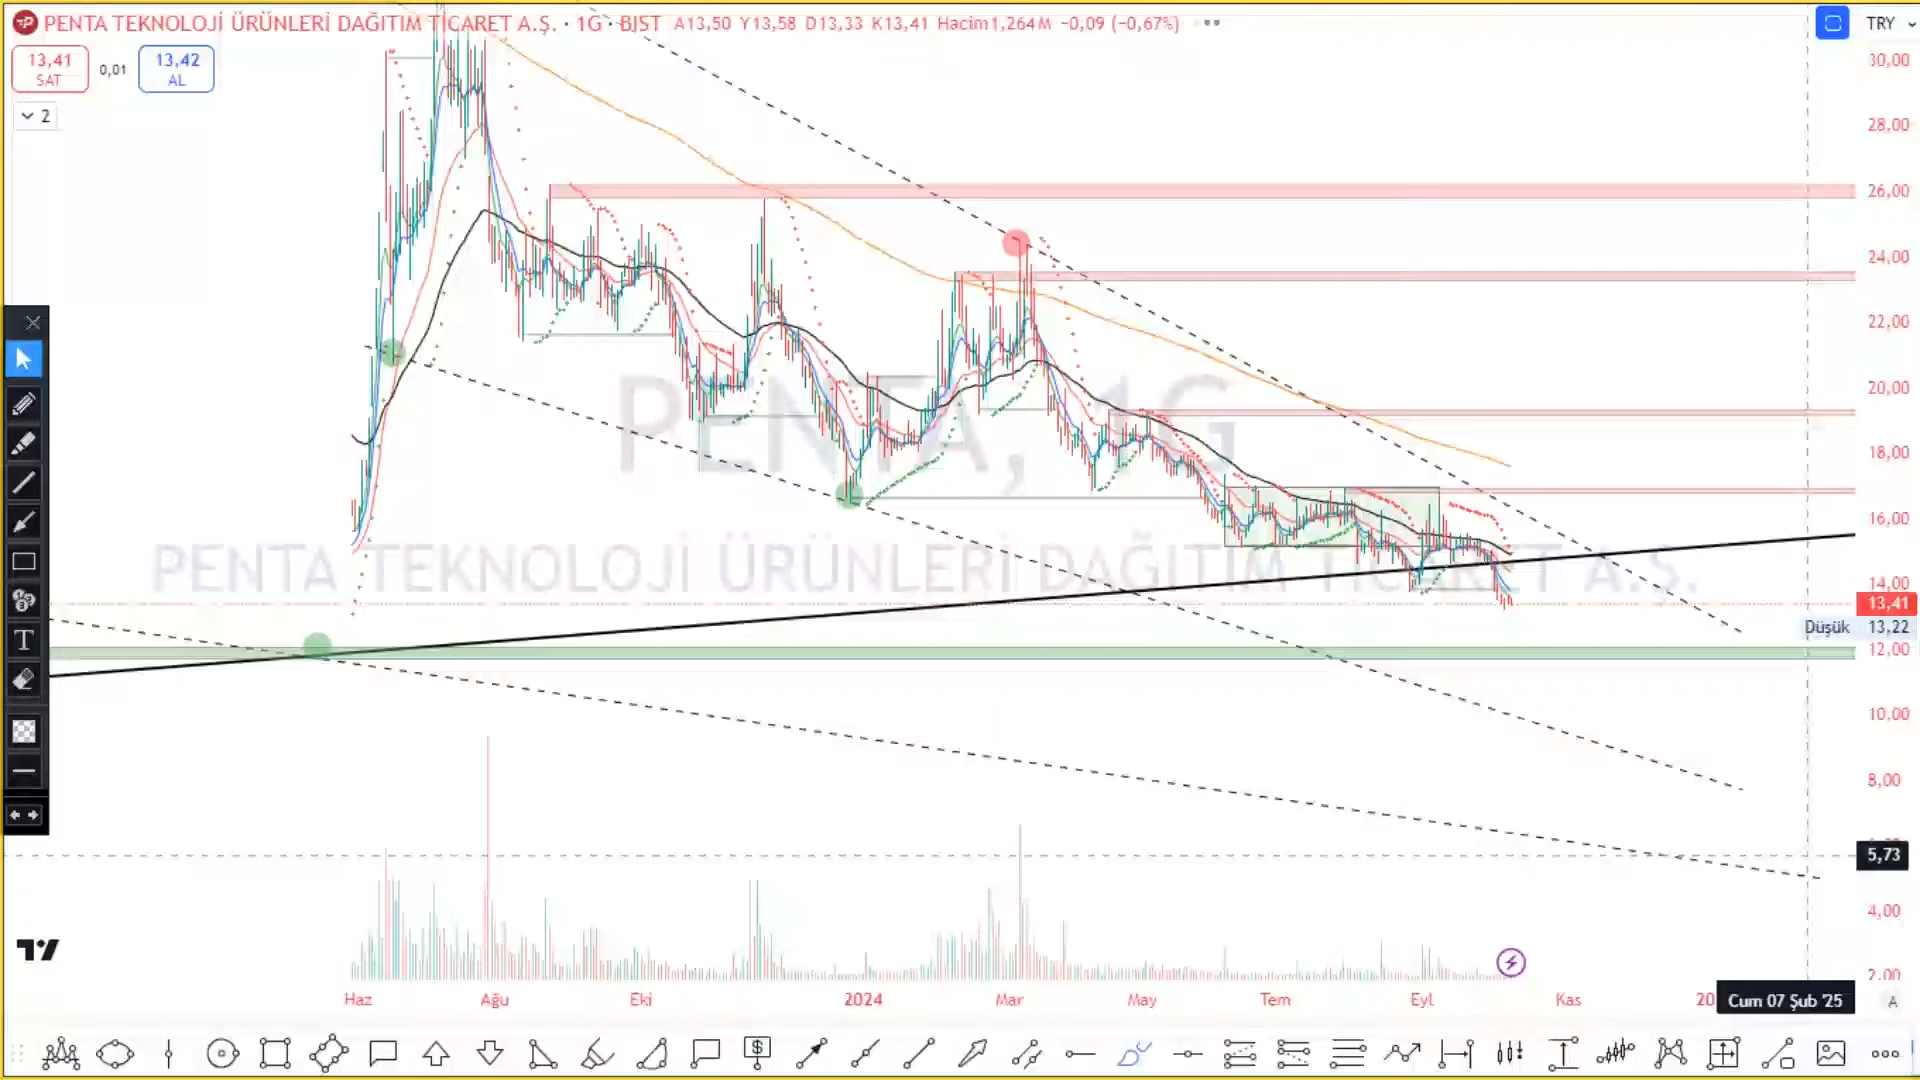 PENTA TEKNOLOJİ ÜRÜNLERİ DAĞITIM TİCARET A.Ş. · 1G · BIST A13,50 Y13,58 D13,33 K13,41 Hacim1,264M −0,09 (−0,67%)
TRY
13,41
SAT
0,01
13,42
AL
2
30,00
28,00
26,00
24,00
22,00
20,00
18,00
16,00
14,00
13,41
Düşük 13,22
12,00
10,00
8,00
5,73
4,00
2,00
PENTA, 1G
PENTA TEKNOLOJİ ÜRÜNLERİ DAĞITIM TİCARET A.Ş.
Haz
Ağu
Eki
2024
Mar
May
Tem
Eyl
Kas
20
Cum 07 Şub '25
A